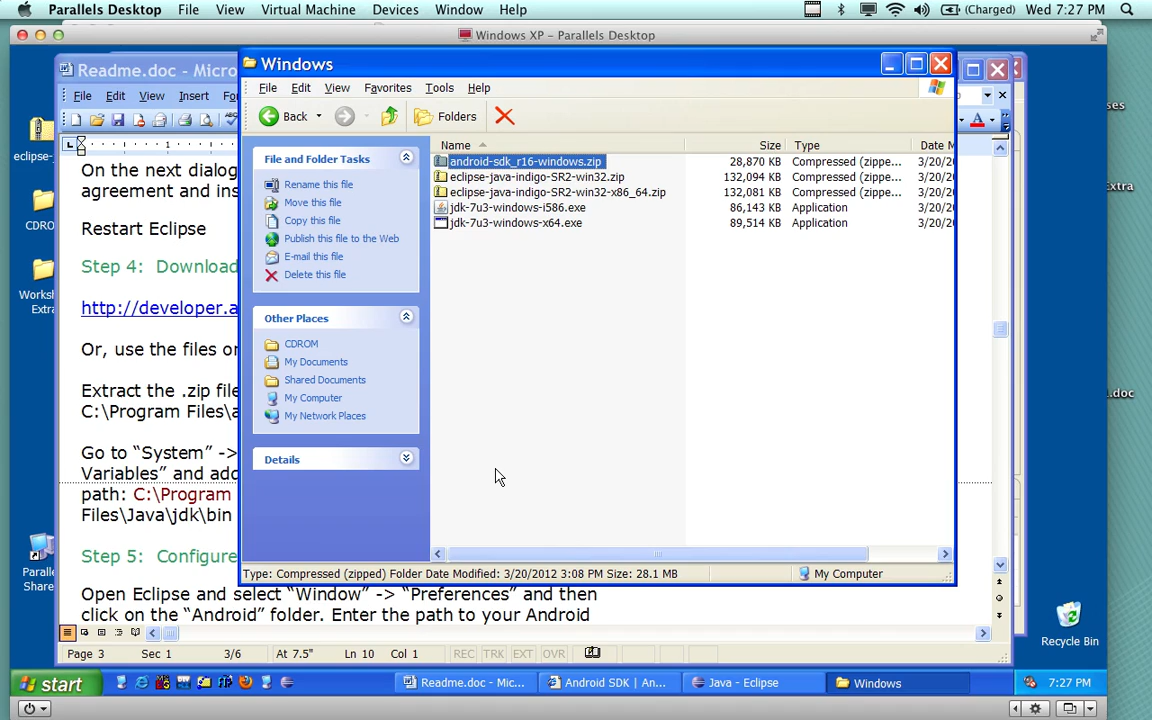 Parallels Desktop File View Virtual Machine Devices Window Help (Charged) Wed 7:27 PM
Windows XP - Parallels Desktop
Readme.doc - Micro
Windows
File Edit View Insert
File Edit View Favorites Tools Help
Back Folders
eclipse-
CDROM
Works
Extra
Parallels
Share
On the next dialog
agreement and ins
Restart Eclipse
Step 4: Download
http://developer.a
Or, use the files or
Extract the .zip file
C:\Program Files\a
Go to “System” ->
Variables” and add
path: C:\Program
Files\Java\jdk\bin
Step 5: Configure
Open Eclipse and select “Window” -> “Preferences” and then
click on the “Android” folder. Enter the path to your Android
File and Folder Tasks
Rename this file
Move this file
Copy this file
Publish this file to the Web
E-mail this file
Delete this file
Other Places
CDROM
My Documents
Shared Documents
My Computer
My Network Places
Details
Name Size Type Date M
android-sdk_r16-windows.zip 28,870 KB Compressed (zippe... 3/20/20
eclipse-java-indigo-SR2-win32.zip 132,094 KB Compressed (zippe... 3/20/20
eclipse-java-indigo-SR2-win32-x86_64.zip 132,081 KB Compressed (zippe... 3/20/20
jdk-7u3-windows-i586.exe 86,143 KB Application 3/20/20
jdk-7u3-windows-x64.exe 89,514 KB Application 3/20/20
Type: Compressed (zipped) Folder Date Modified: 3/20/2012 3:08 PM Size: 28.1 MB My Computer
ses
Extra
1.doc
Recycle Bin
Page 3 Sec 1 3/6 At 7.5" Ln 10 Col 1 REC TRK EXT OVR
start Readme.doc - Mic... Android SDK | An... Java - Eclipse Windows 7:27 PM